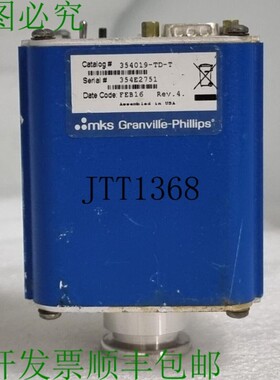 图必究
Catalog # 354019-TD-T
Serial # 354E2751
Date Code: FEB16 Rev.4.
Assembled in USA
mks Granville-Phillips
JTT1368
开发票顺丰包邮